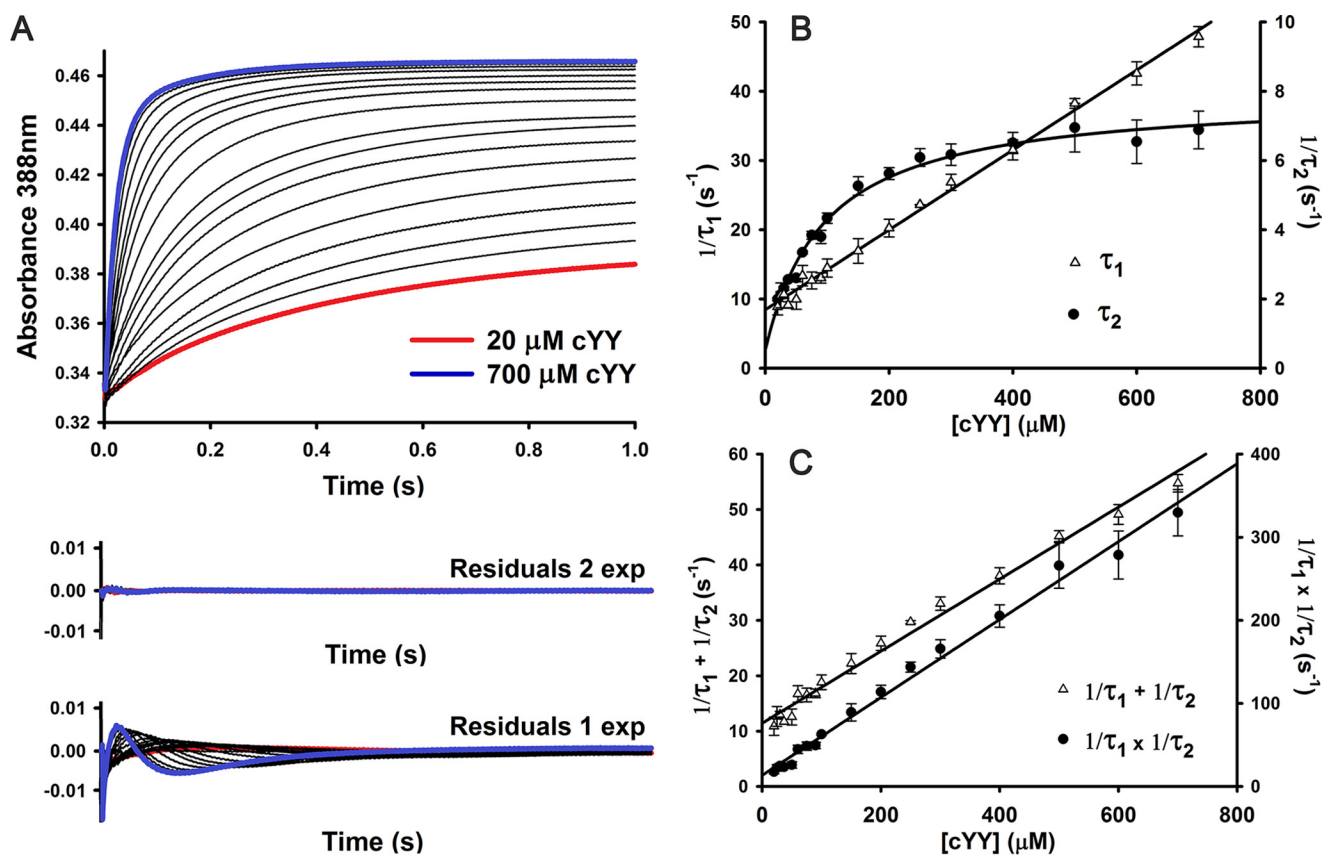 A
Absorbance 388nm
0.46
0.44
0.42
0.40
0.38
0.36
0.34
0.33
0.32
20 μM cYY
700 μM cYY
0.0 0.2 0.4 0.6 0.8 1.0
Time (s)
0.01
0.00
-0.01
Residuals 2 exp
Time (s)
0.01
0.00
-0.01
Residuals 1 exp
Time (s)
B
1/τ1 (s-1)
50
40
30
20
10
0
10
8
6
4
2
0
1/τ2 (s-1)
τ1
τ2
0 200 400 600 800
[cYY] (μM)
C
1/τ1 + 1/τ2 (s-1)
60
50
40
30
20
10
0
400
300
200
100
0
1/τ1 x 1/τ2 (s-1)
1/τ1 + 1/τ2
1/τ1 x 1/τ2
0 200 400 600 800
[cYY] (μM)